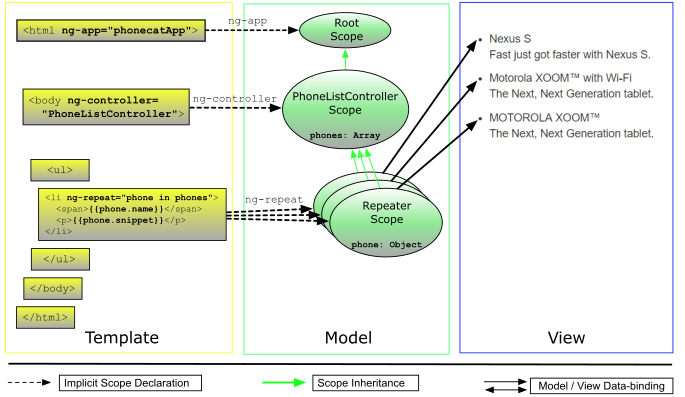 <html ng-app="phonecatApp">
ng-app
Root
Scope
<body ng-controller=
"PhoneListController">
ng-controller
PhoneListController
Scope
phones: Array
<ul>
<li ng-repeat="phone in phones">
<span>{{phone.name}}</span>
<p>{{phone.snippet}}</p>
</li>
ng-repeat
Repeater
Scope
phone: Object
</ul>
</body>
</html>
Template
Model
• Nexus S
Fast just got faster with Nexus S.
• Motorola XOOM™ with Wi-Fi
The Next, Next Generation tablet.
• MOTOROLA XOOM™
The Next, Next Generation tablet.
View
Implicit Scope Declaration
Scope Inheritance
Model / View Data-binding